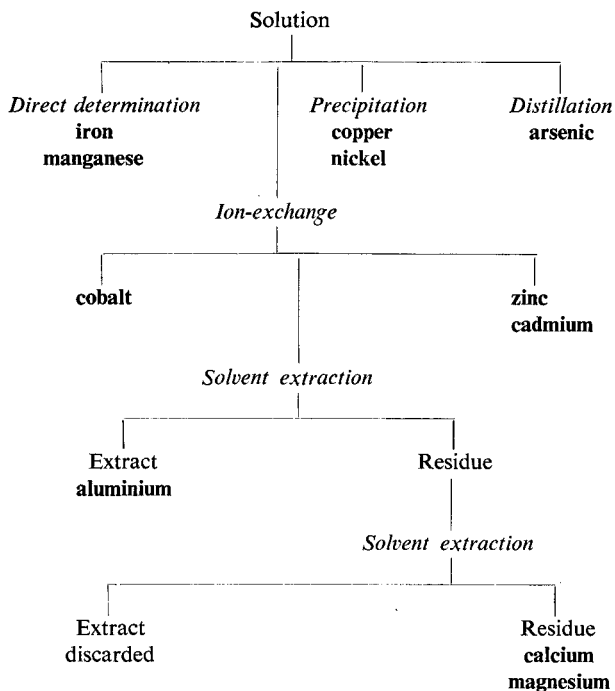 Solution
Direct determination
iron
manganese
Precipitation
copper
nickel
Distillation
arsenic
Ion-exchange
cobalt
zinc
cadmium
Solvent extraction
Extract
aluminium
Residue
Solvent extraction
Extract
discarded
Residue
calcium
magnesium